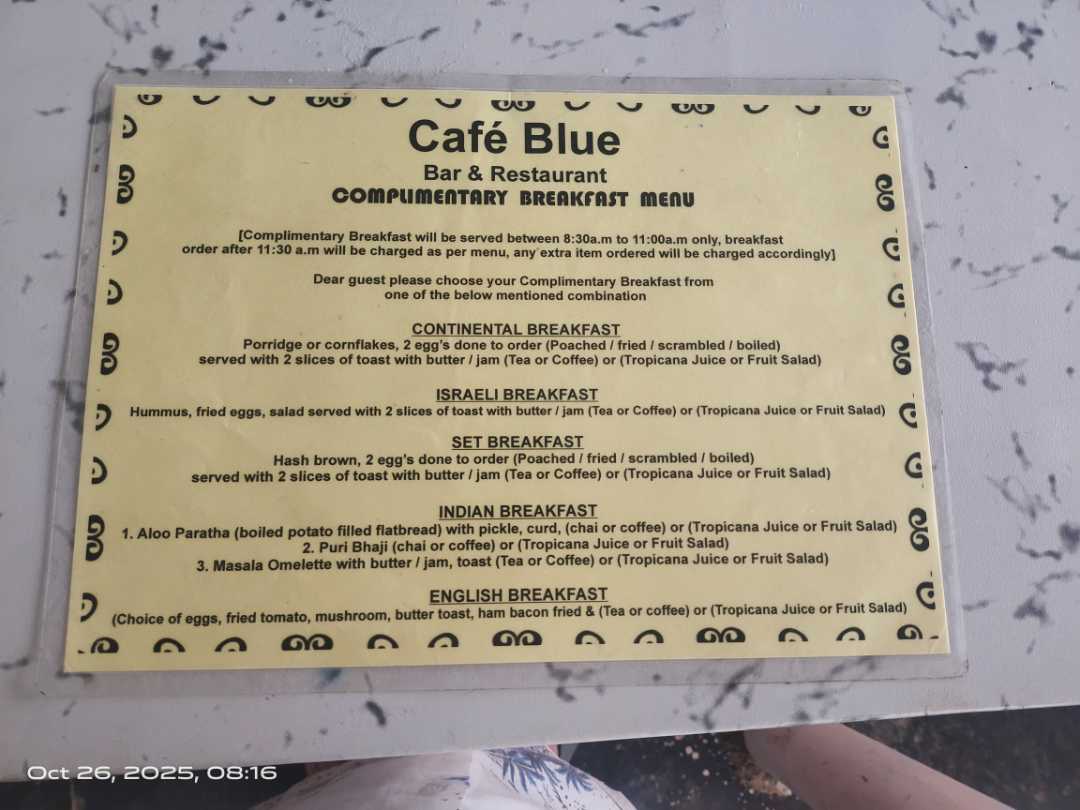 Café Blue
Bar & Restaurant
COMPLIMENTARY BREAKFAST MENU
[Complimentary Breakfast will be served between 8:30a.m to 11:00a.m only, breakfast
order after 11:30 a.m will be charged as per menu, any extra item ordered will be charged accordingly]
Dear guest please choose your Complimentary Breakfast from
one of the below mentioned combination
CONTINENTAL BREAKFAST
Porridge or cornflakes, 2 egg's done to order (Poached / fried / scrambled / boiled)
served with 2 slices of toast with butter / jam (Tea or Coffee) or (Tropicana Juice or Fruit Salad)
ISRAELI BREAKFAST
Hummus, fried eggs, salad served with 2 slices of toast with butter / jam (Tea or Coffee) or (Tropicana Juice or Fruit Salad)
SET BREAKFAST
Hash brown, 2 egg's done to order (Poached / fried / scrambled / boiled)
served with 2 slices of toast with butter / jam (Tea or Coffee) or (Tropicana Juice or Fruit Salad)
INDIAN BREAKFAST
1. Aloo Paratha (boiled potato filled flatbread) with pickle, curd, (chai or coffee) or (Tropicana Juice or Fruit Salad)
2. Puri Bhaji (chai or coffee) or (Tropicana Juice or Fruit Salad)
3. Masala Omelette with butter / jam, toast (Tea or Coffee) or (Tropicana Juice or Fruit Salad)
ENGLISH BREAKFAST
(Choice of eggs, fried tomato, mushroom, butter toast, ham bacon fried & (Tea or coffee) or (Tropicana Juice or Fruit Salad)
Oct 26, 2025, 08:16